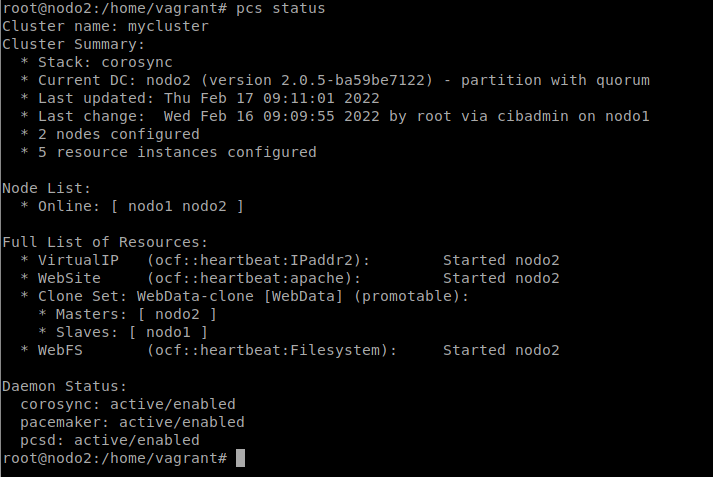 root@nodo2:/home/vagrant# pcs status
Cluster name: mycluster
Cluster Summary:
  * Stack: corosync
  * Current DC: nodo2 (version 2.0.5-ba59be7122) - partition with quorum
  * Last updated: Thu Feb 17 09:11:01 2022
  * Last change:  Wed Feb 16 09:09:55 2022 by root via cibadmin on nodo1
  * 2 nodes configured
  * 5 resource instances configured

Node List:
  * Online: [ nodo1 nodo2 ]

Full List of Resources:
  * VirtualIP   (ocf::heartbeat:IPaddr2):        Started nodo2
  * WebSite     (ocf::heartbeat:apache):         Started nodo2
  * Clone Set: WebData-clone [WebData] (promotable):
    * Masters: [ nodo2 ]
    * Slaves: [ nodo1 ]
  * WebFS       (ocf::heartbeat:Filesystem):     Started nodo2

Daemon Status:
  corosync: active/enabled
  pacemaker: active/enabled
  pcsd: active/enabled
root@nodo2:/home/vagrant#